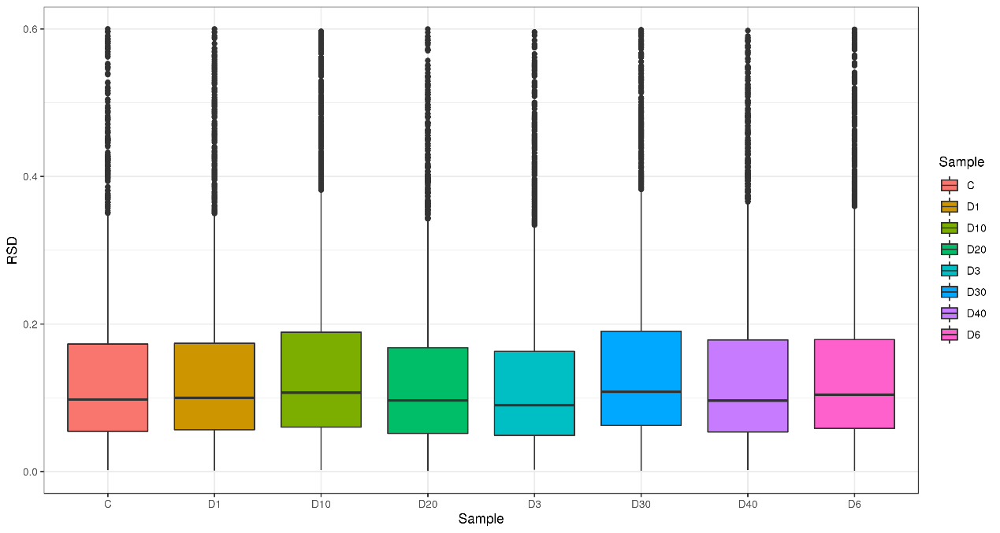 0.6
0.4
0.2
0.0
RSD
C D1 D10 D20 D3 D30 D40 D6
Sample
Sample
C
D1
D10
D20
D3
D30
D40
D6